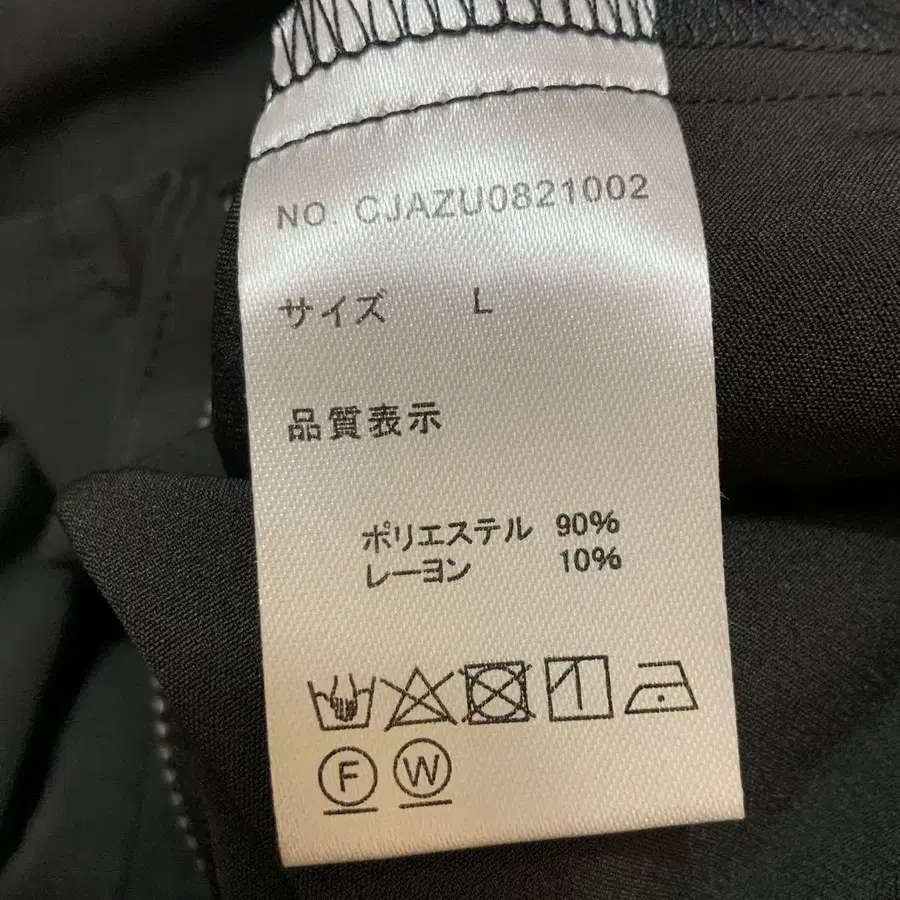 NO. CJAZU0821002
サイズ L
品質表示
ポリエステル 90%
レーヨン 10%
F W